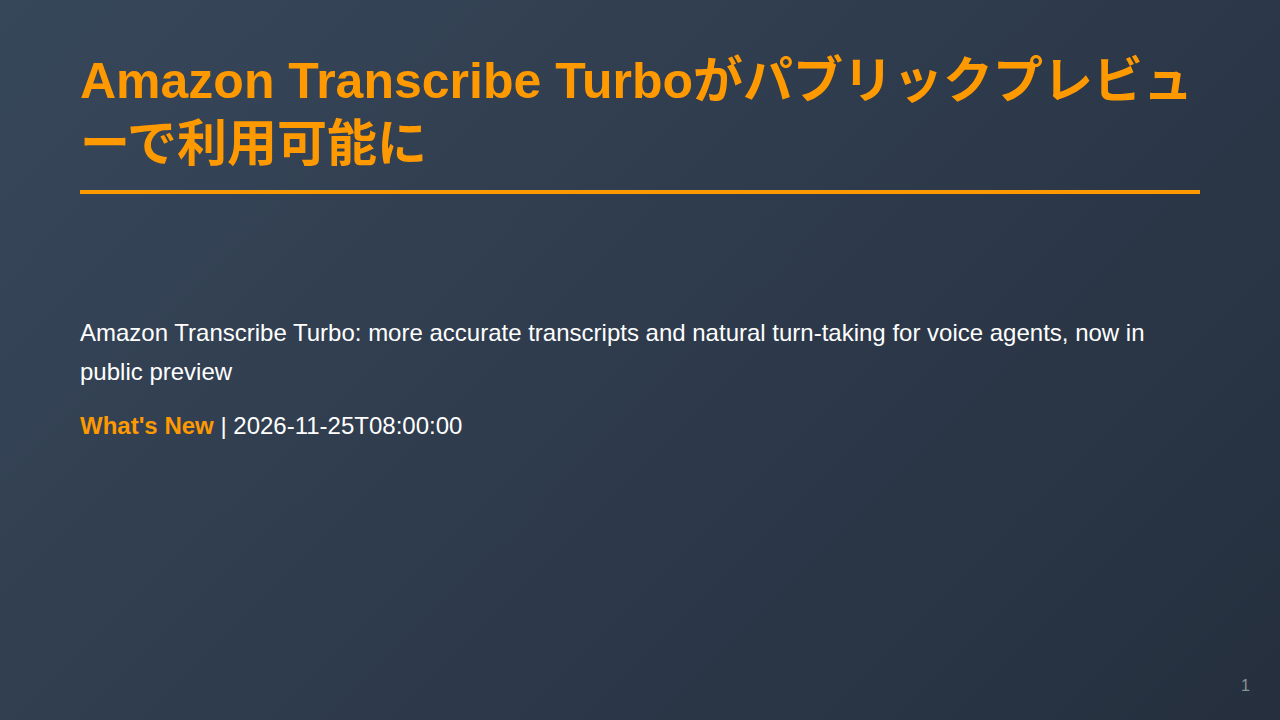 Amazon Transcribe Turboがパブリックプレビュ
ーで利用可能に
Amazon Transcribe Turbo: more accurate transcripts and natural turn-taking for voice agents, now in
public preview
What's New | 2026-11-25T08:00:00
1